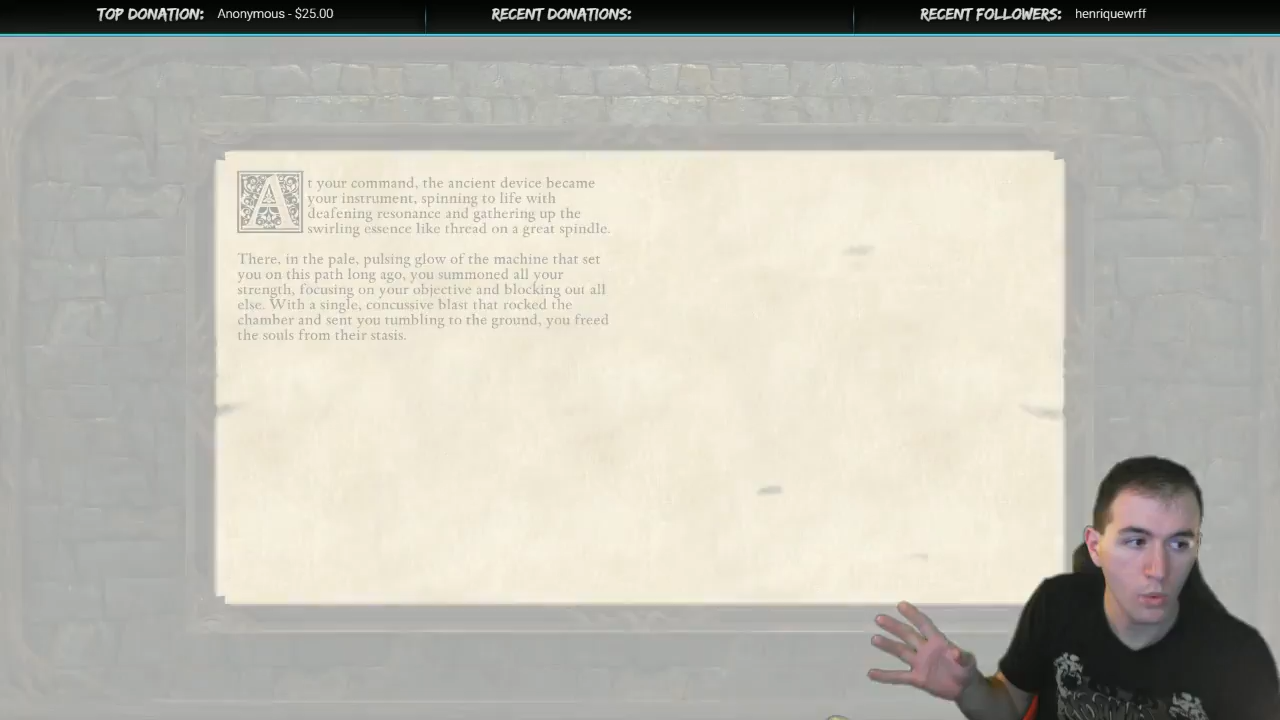 TOP DONATION: Anonymous - $25.00 RECENT DONATIONS: RECENT FOLLOWERS: henriquewrff
At your command, the ancient device became
your instrument, spinning to life with
deafening resonance and gathering up the
swirling essence like thread on a great spindle.
There, in the pale, pulsing glow of the machine that set
you on this path long ago, you summoned all your
strength, focusing on your objective and blocking out all
else. With a single, concussive blast that rocked the
chamber and sent you tumbling to the ground, you freed
the souls from their stasis.